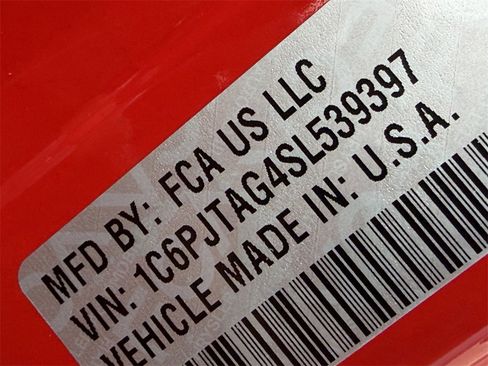 MFD BY: FCA US LLC
VIN: 1C6PJTAG4SL539397
VEHICLE MADE IN: U.S.A.